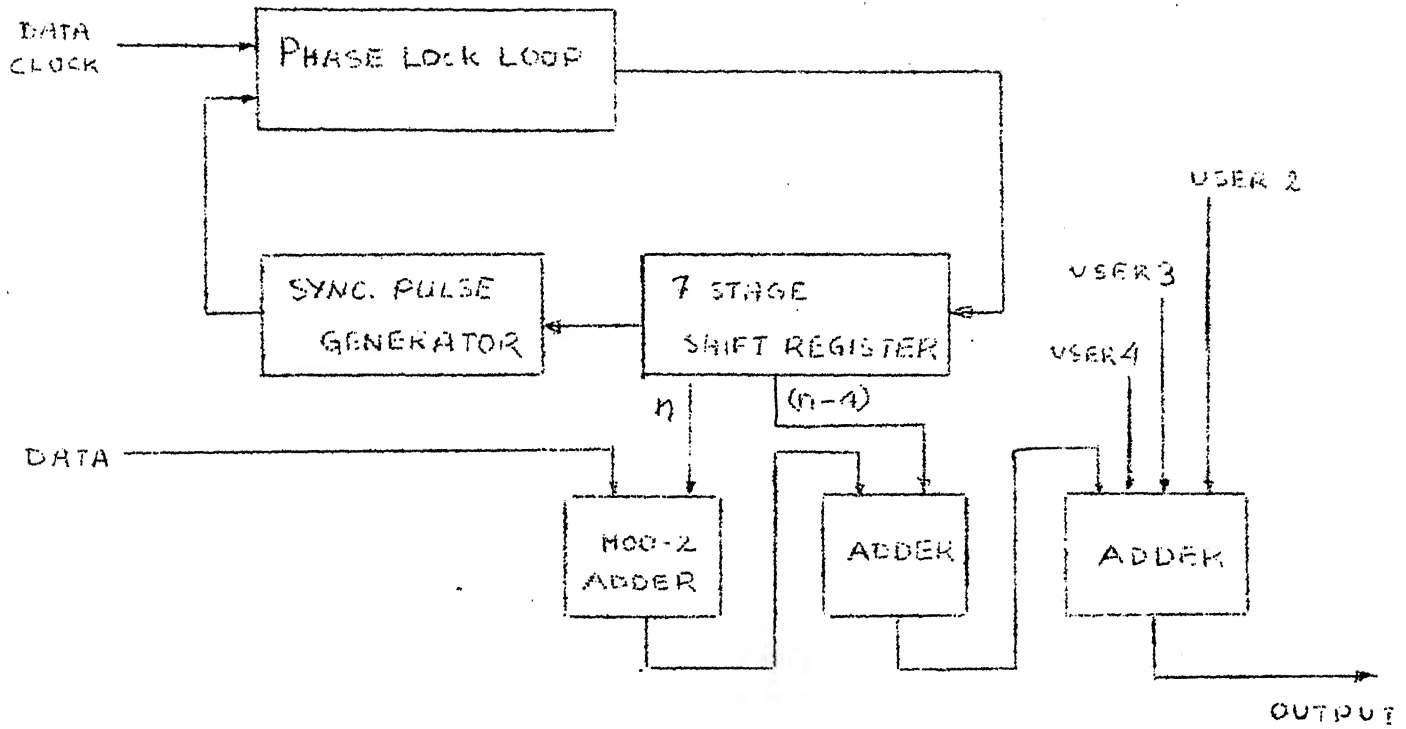 DATA
CLOCK
PHASE LOCK LOOP
USER 2
USER 3
USER 4
SYNC. PULSE
GENERATOR
7 STAGE
SHIFT REGISTER
n
(n-4)
DATA
MOD-2
ADDER
ADDER
ADDER
OUTPUT